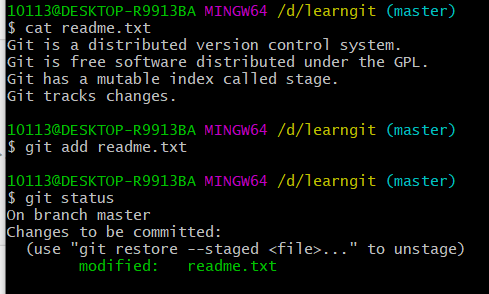 10113@DESKTOP-R9913BA MINGW64 /d/learngit (master)
$ cat readme.txt
Git is a distributed version control system.
Git is free software distributed under the GPL.
Git has a mutable index called stage.
Git tracks changes.
10113@DESKTOP-R9913BA MINGW64 /d/learngit (master)
$ git add readme.txt
10113@DESKTOP-R9913BA MINGW64 /d/learngit (master)
$ git status
On branch master
Changes to be committed:
  (use "git restore --staged <file>..." to unstage)
        modified:   readme.txt